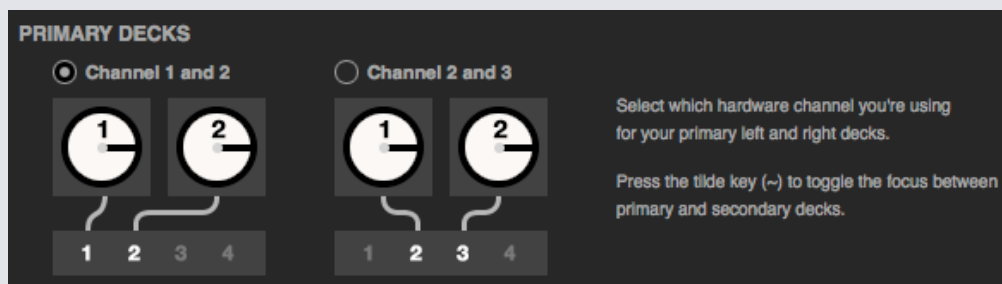 PRIMARY DECKS
Channel 1 and 2
Channel 2 and 3
1 2
1 2
1 2 3 4
1 2 3 4
Select which hardware channel you're using
for your primary left and right decks.
Press the tilde key (~) to toggle the focus between
primary and secondary decks.